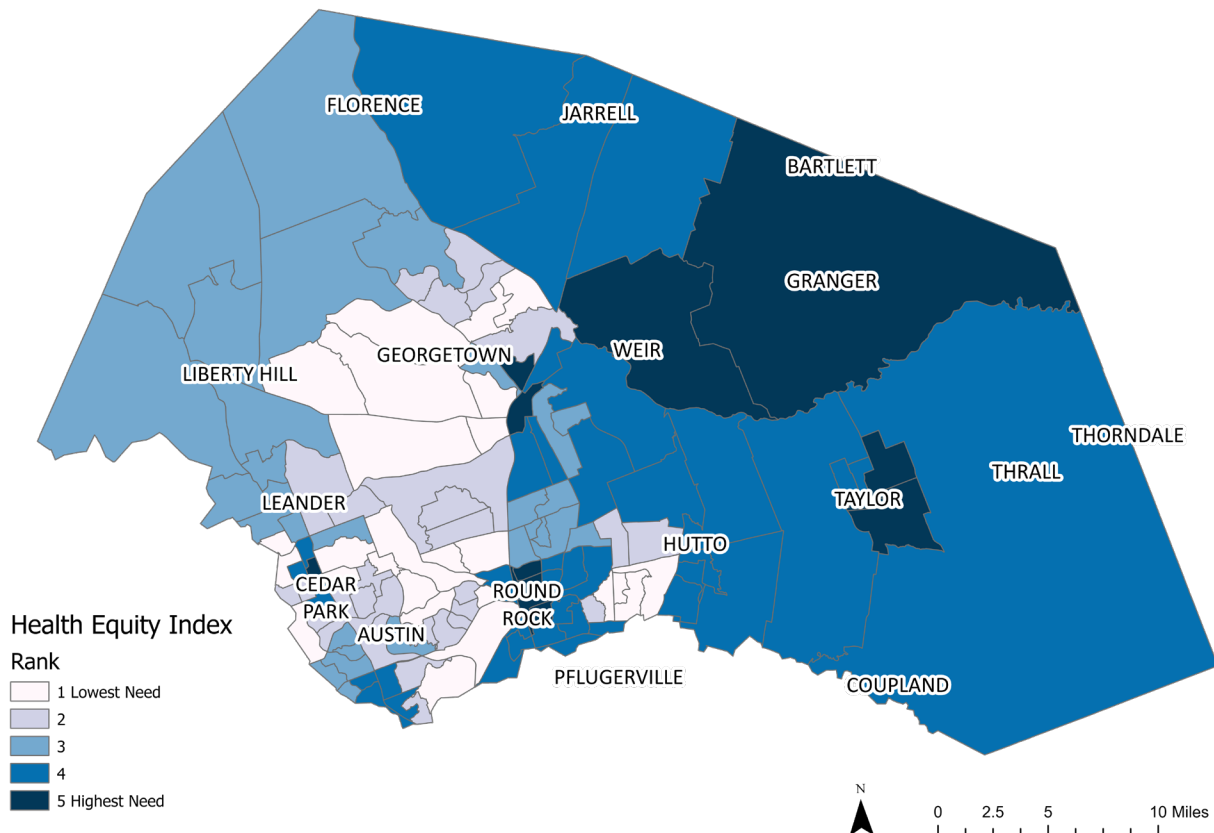 FLORENCE
JARRELL
BARTLETT
GRANGER
GEORGETOWN
WEIR
LIBERTY HILL
THORNDALE
THRALL
LEANDER
TAYLOR
HUTTO
CEDAR
PARK
ROUND
ROCK
AUSTIN
PFLUGERVILLE
COUPLAND
Health Equity Index
Rank
1 Lowest Need
2
3
4
5 Highest Need
N
0 2.5 5 10 Miles